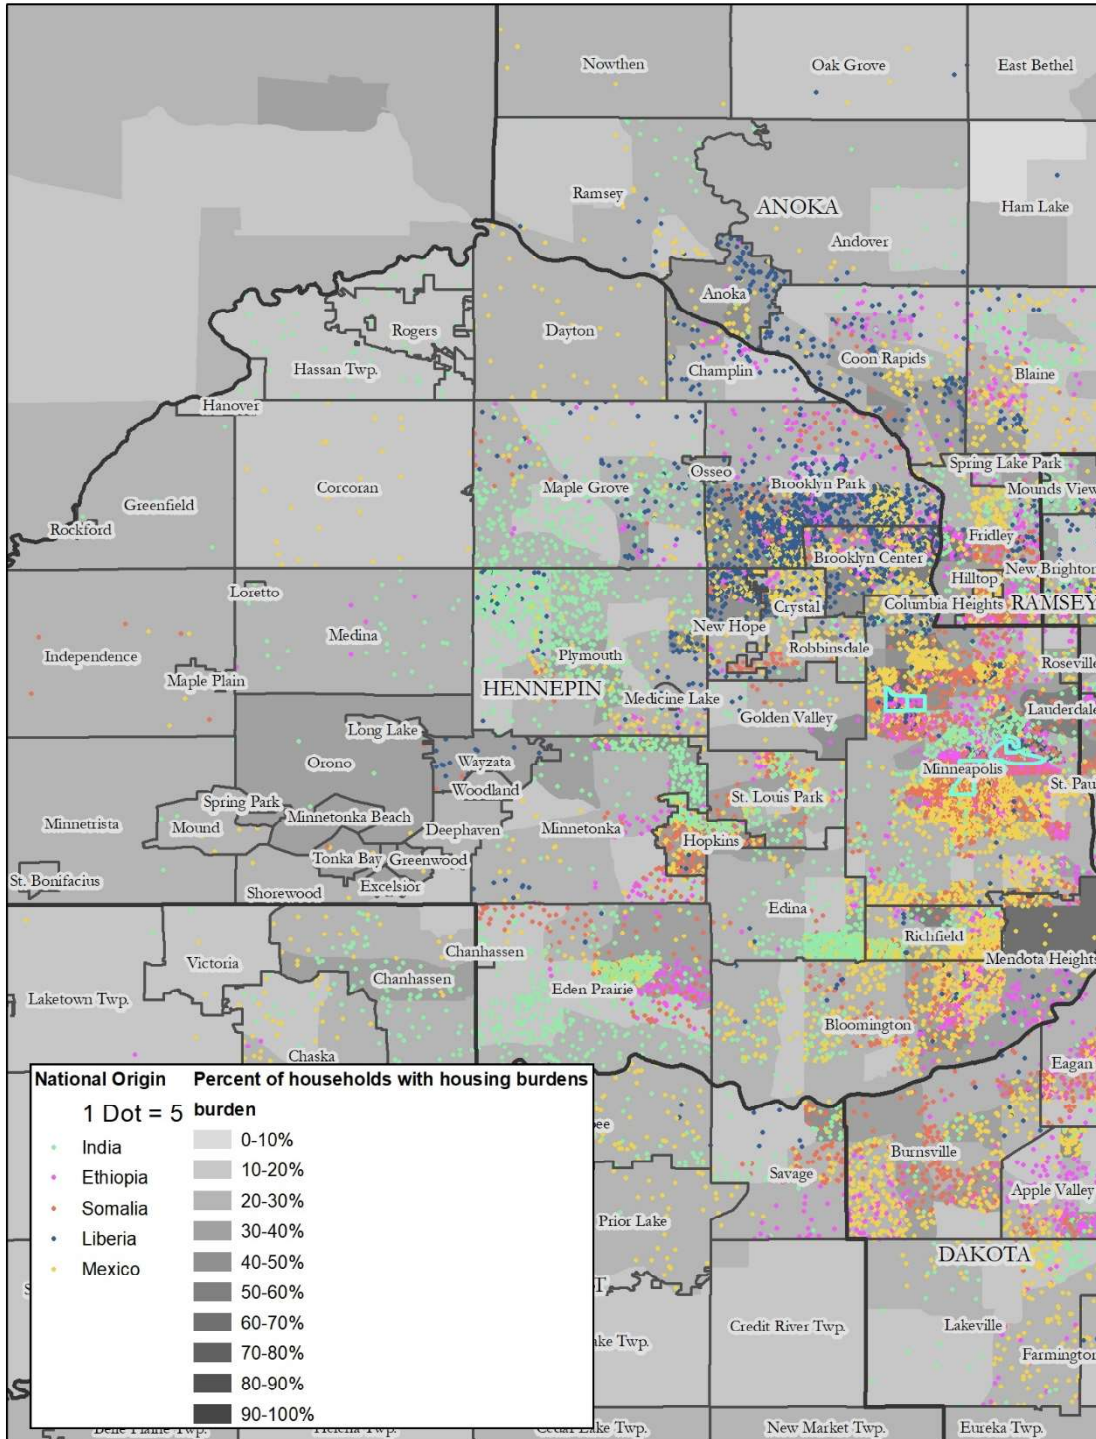 Nowthen
Oak Grove
East Bethel
Ramsey
ANOKA
Ham Lake
Andover
Anoka
Rogers
Dayton
Hassan Twp.
Champlin
Coon Rapids
Blaine
Hanover
Corcoran
Maple Grove
Osseo
Brooklyn Park
Spring Lake Park
Mounds View
Greenfield
Rockford
Fridley
Brooklyn Center
New Brighton
Hilltop
Loretto
Crystal
Columbia Heights
RAMSEY
Medina
New Hope
Robbinsdale
Independence
Plymouth
Roseville
Maple Plain
HENNEPIN
Medicine Lake
Golden Valley
Lauderdale
Long Lake
Orono
Wayzata
Minneapolis
Woodland
St. Paul
Spring Park
Minnetonka Beach
St. Louis Park
Minnetrista
Mound
Deephaven
Minnetonka
Hopkins
Tonka Bay
Greenwood
St. Bonifacius
Shorewood
Excelsior
Edina
Richfield
Victoria
Chanhassen
Chanhassen
Mendota Heights
Laketown Twp.
Eden Prairie
Bloomington
Chaska
Eagan
National Origin
Percent of households with housing burdens
1 Dot = 5
burden
India
0-10%
Ethiopia
10-20%
Somalia
20-30%
Liberia
30-40%
Mexico
40-50%
50-60%
60-70%
70-80%
80-90%
90-100%
Burnsville
Savage
Apple Valley
Prior Lake
DAKOTA
Credit River Twp.
Lakeville
Farmington
New Market Twp.
Eureka Twp.